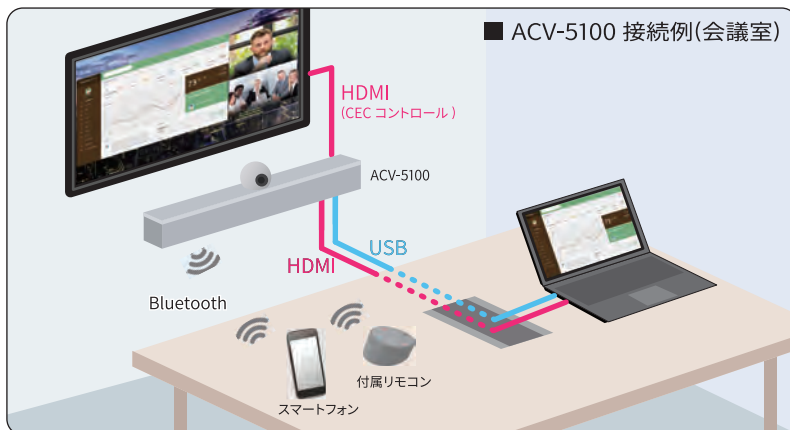 ■ ACV-5100 接続例(会議室)
HDMI
(CEC コントロール )
ACV-5100
USB
HDMI
Bluetooth
付属リモコン
スマートフォン